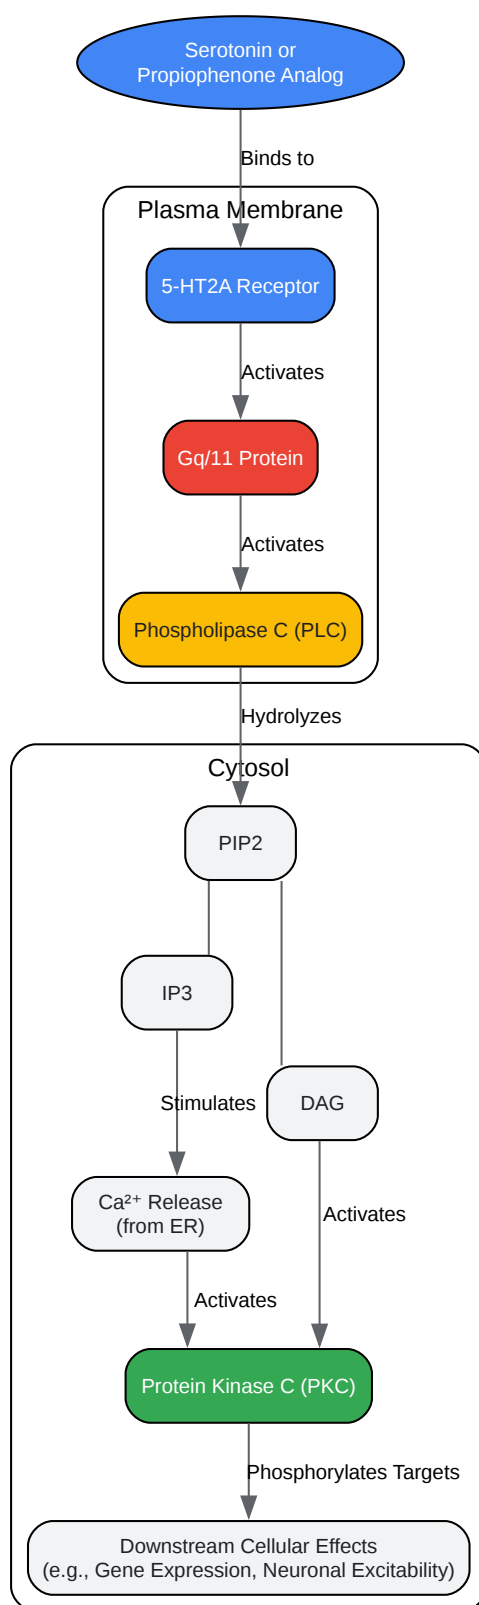 Serotonin or
Propiophenone Analog
Binds to
Plasma Membrane
5-HT2A Receptor
Activates
Gq/11 Protein
Activates
Phospholipase C (PLC)
Hydrolyzes
Cytosol
PIP2
IP3
Stimulates
DAG
Ca²⁺ Release
(from ER)
Activates
Activates
Protein Kinase C (PKC)
Phosphorylates Targets
Downstream Cellular Effects
(e.g., Gene Expression, Neuronal Excitability)